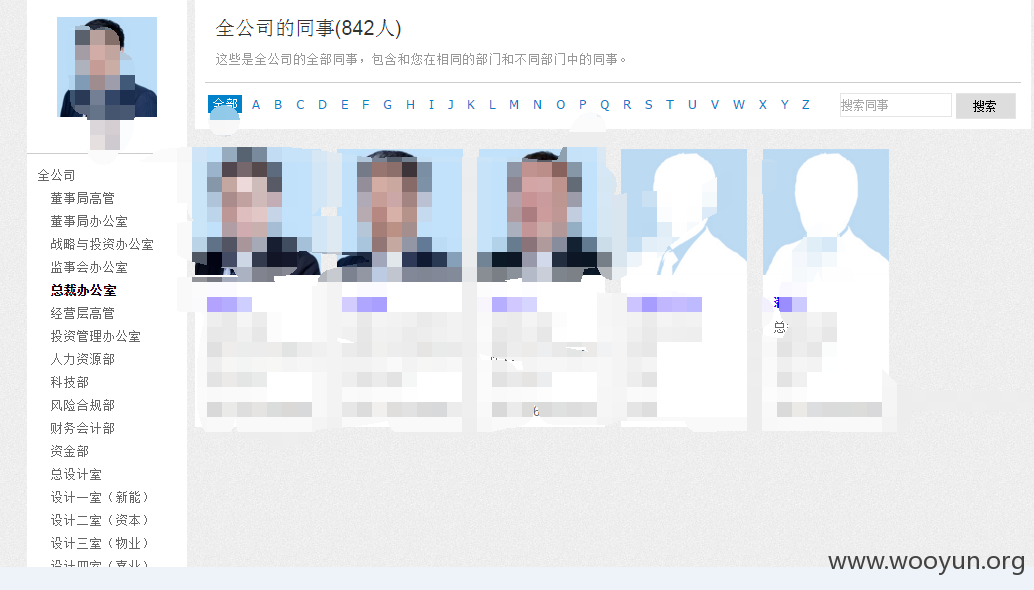 全公司的同事(842人)
这些是全公司的全部同事，包含和您在相同的部门和不同部门中的同事。
全部 A B C D E F G H I J K L M N O P Q R S T U V W X Y Z 搜索同事 搜索
全公司
董事局高管
董事局办公室
战略与投资办公室
监事会办公室
总裁办公室
经营层高管
投资管理办公室
人力资源部
科技部
风险合规部
财务会计部
资金部
总设计室
设计一室（新能）
设计二室（资本）
设计三室（物业）
设计四室（嘉业）
总
6
www.wooyun.org